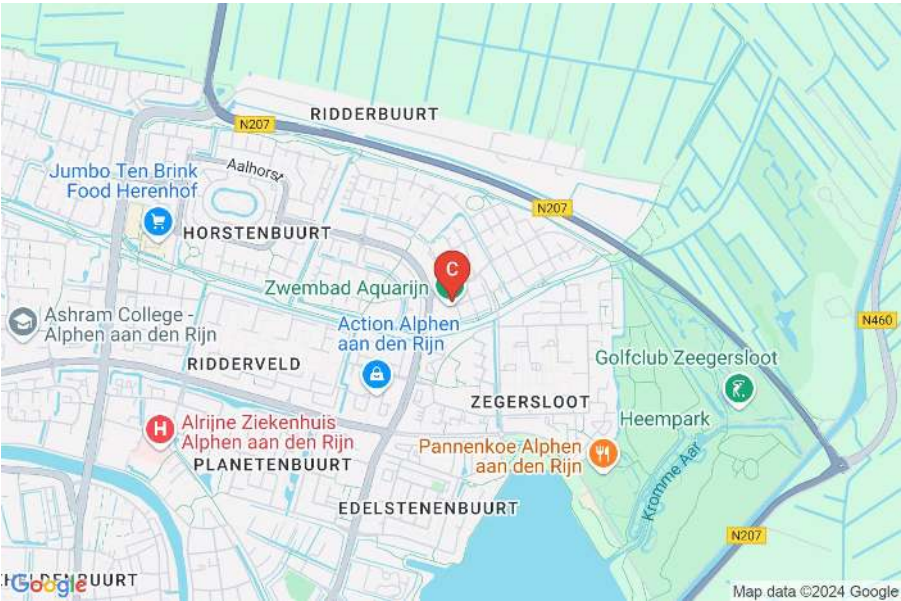 RIDDERBUURT
N207
Aalhorst
Jumbo Ten Brink
Food Herenhof
N207
HORSTENBUURT
C
Zwembad Aquarijn
Ashram College -
Alphen aan den Rijn
Action Alphen
aan den Rijn
N460
RIDDERVELD
Golfclub Zeegersloot
ZEGERSLOOT
Heempark
H
Alrijne Ziekenhuis
Alphen aan den Rijn
Pannenkoe Alphen
aan den Rijn
PLANETENBUURT
Kromme Aar
EDELSTENENBUURT
N207
Google
Map data ©2024 Google